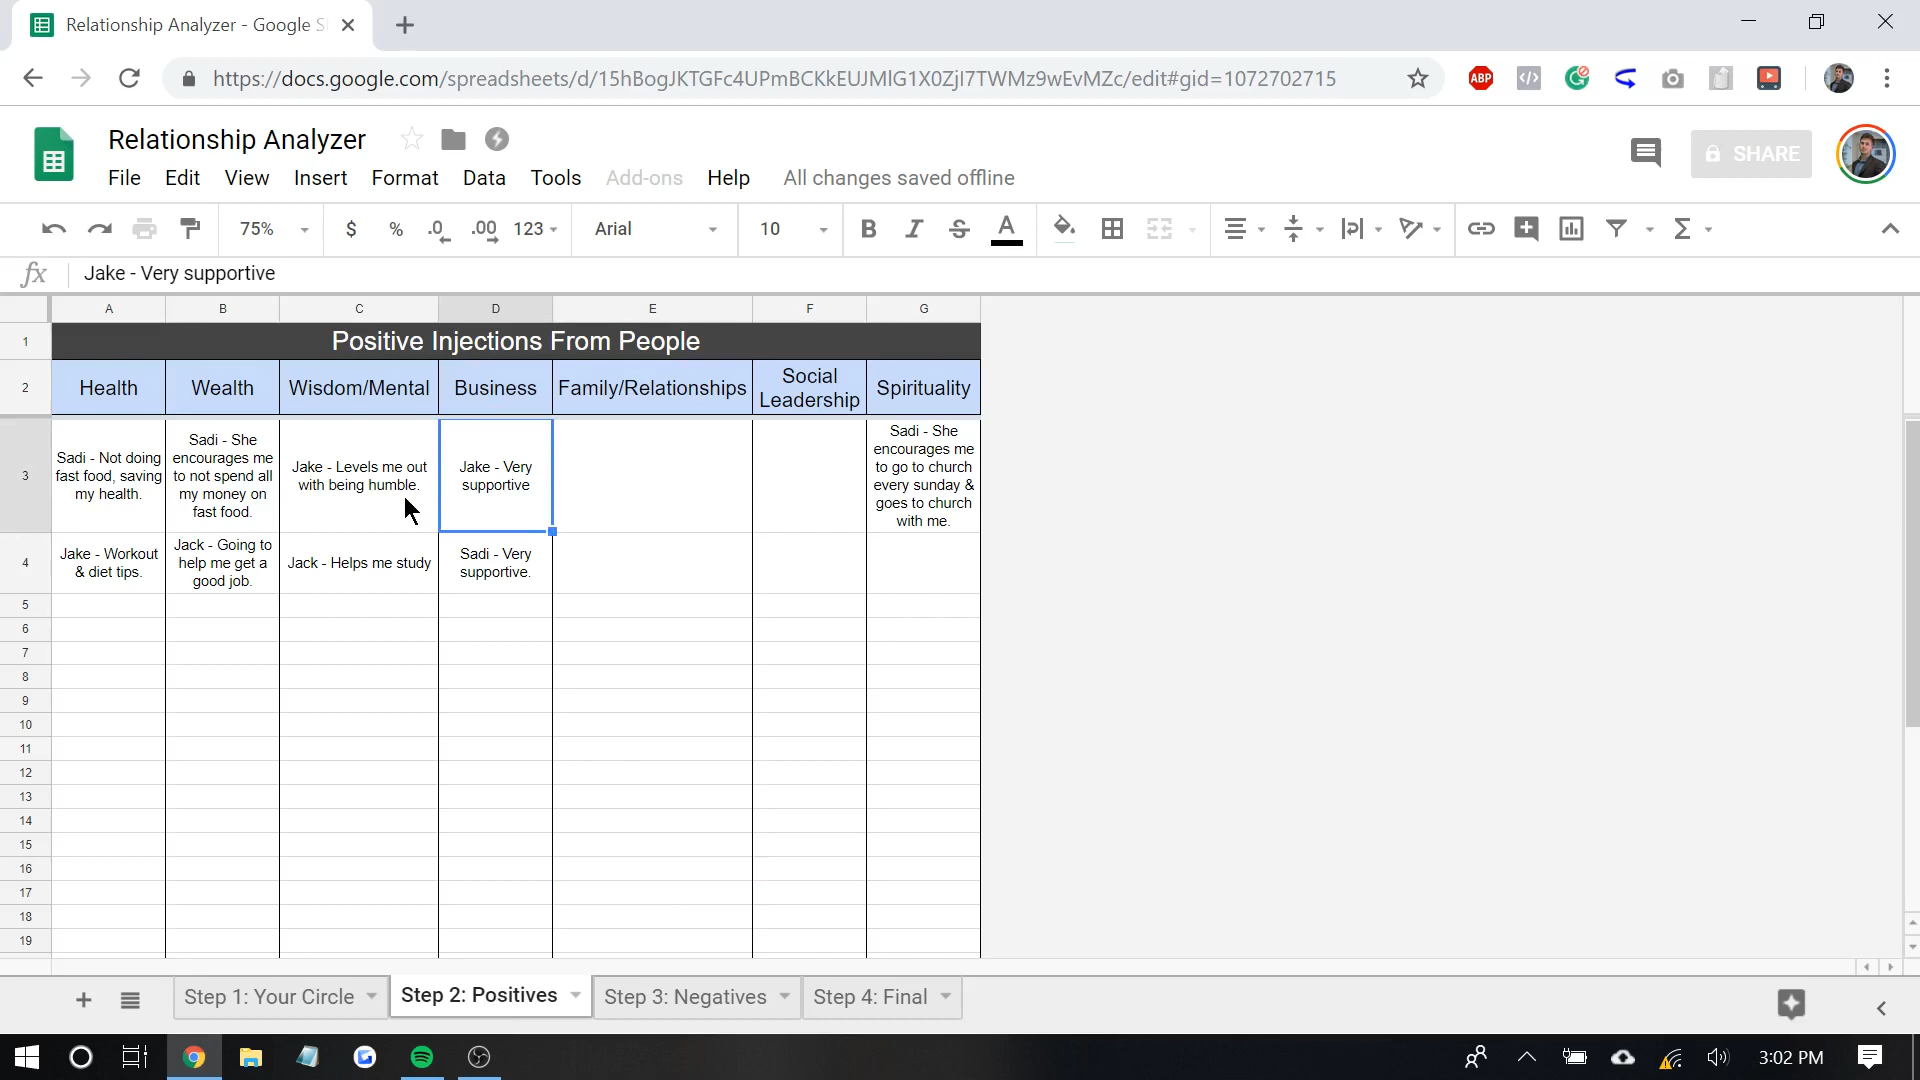 Relationship Analyzer - Google S
https://docs.google.com/spreadsheets/d/15hBogJKTGFc4UPmBCKkEUJMlG1X0ZJI7TWMz9wEvMZc/edit#gid=1072702715
ABP
Relationship Analyzer
SHARE
File Edit View Insert Format Data Tools Add-ons Help All changes saved offline
75% $ % .0 .00 123 Arial 10 B I S A Σ
fx Jake - Very supportive
A B C D E F G
1 Positive Injections From People
2 Health Wealth Wisdom/Mental Business Family/Relationships Social Leadership Spirituality
3
Sadi - Not doing
fast food, saving
my health.
Sadi - She
encourages me
to not spend all
my money on
fast food.
Jake - Levels me out
with being humble.
Jake - Very
supportive
Sadi - She
encourages me
to go to church
every sunday &
goes to church
with me.
4
Jake - Workout
& diet tips.
Jack - Going to
help me get a
good job.
Jack - Helps me study
Sadi - Very
supportive.
5
6
7
8
9
10
11
12
13
14
15
16
17
18
19
Step 1: Your Circle Step 2: Positives Step 3: Negatives Step 4: Final
3:02 PM